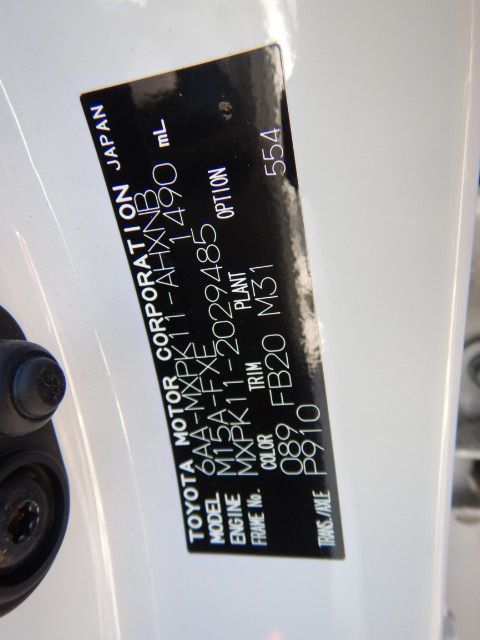 TOYOTA MOTOR CORPORATION JAPAN
MODEL 6AA-MXPK11-AHXNB
ENGINE M15A-FXE 1490 mL
FRAME No. MXPK11-2029485
COLOR TRIM PLANT OPTION
089 FB20 M31 554
TRANS/AXLE P910